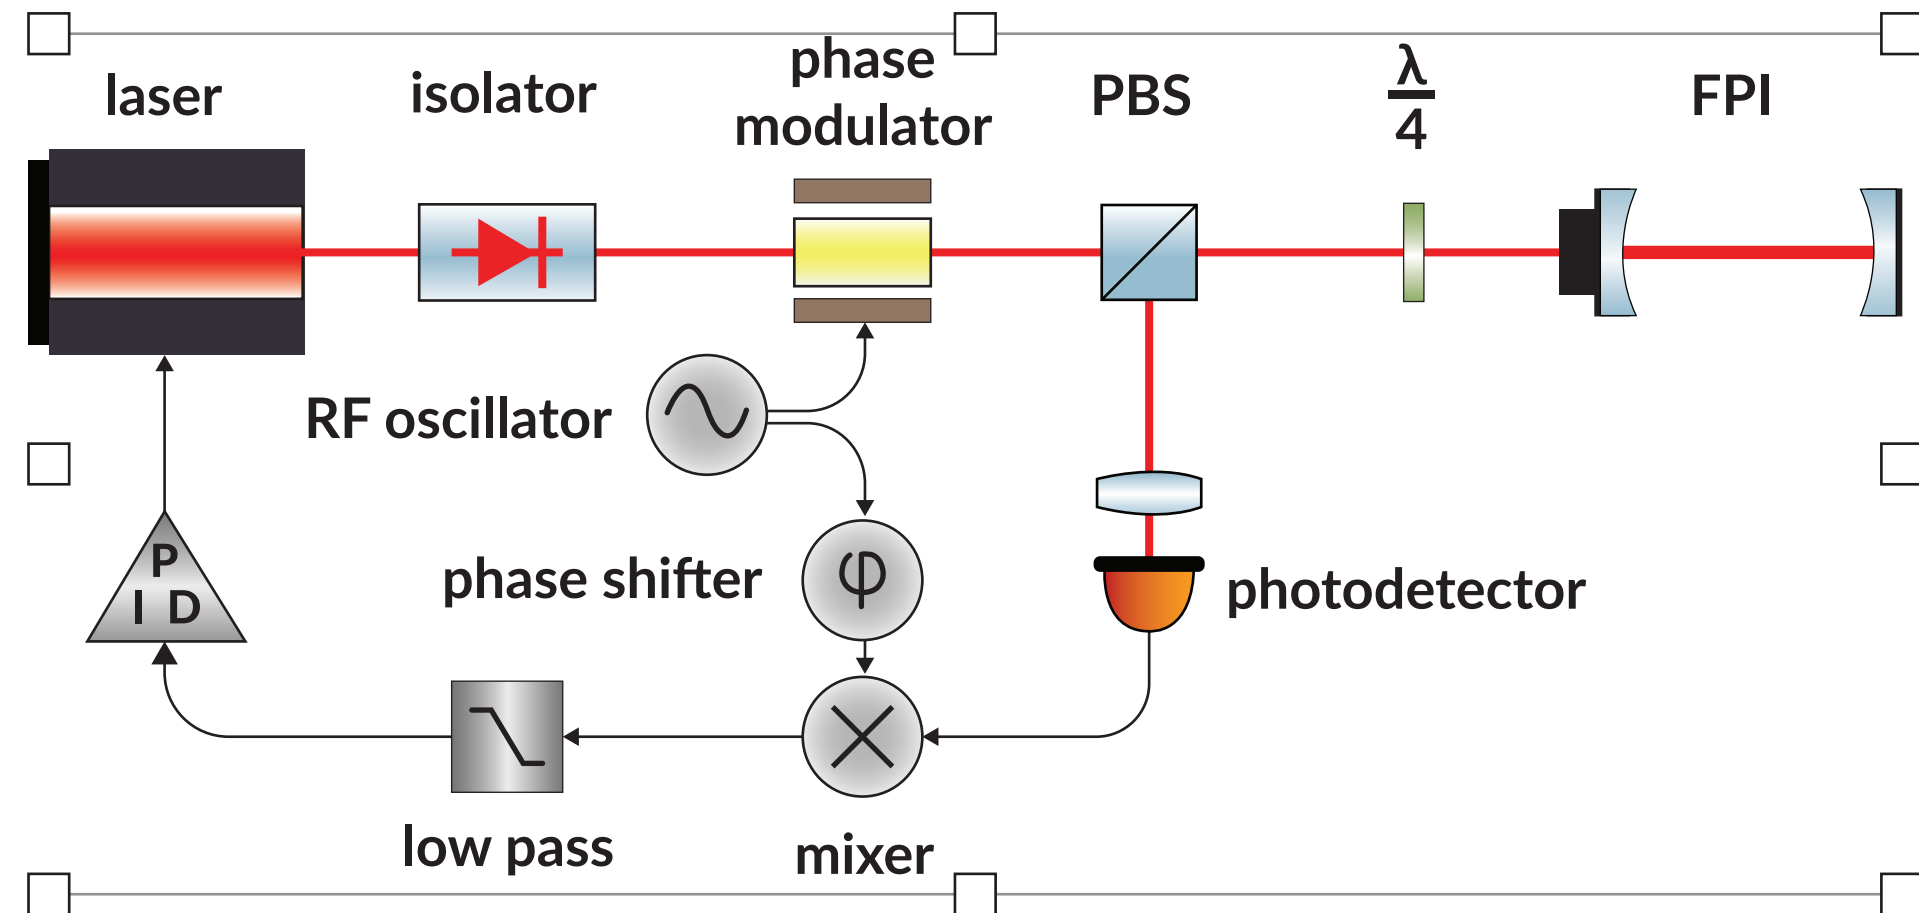 laser
isolator
phase
modulator
PBS
λ
4
FPI
RF oscillator
phase shifter
φ
P
I D
photodetector
low pass
mixer